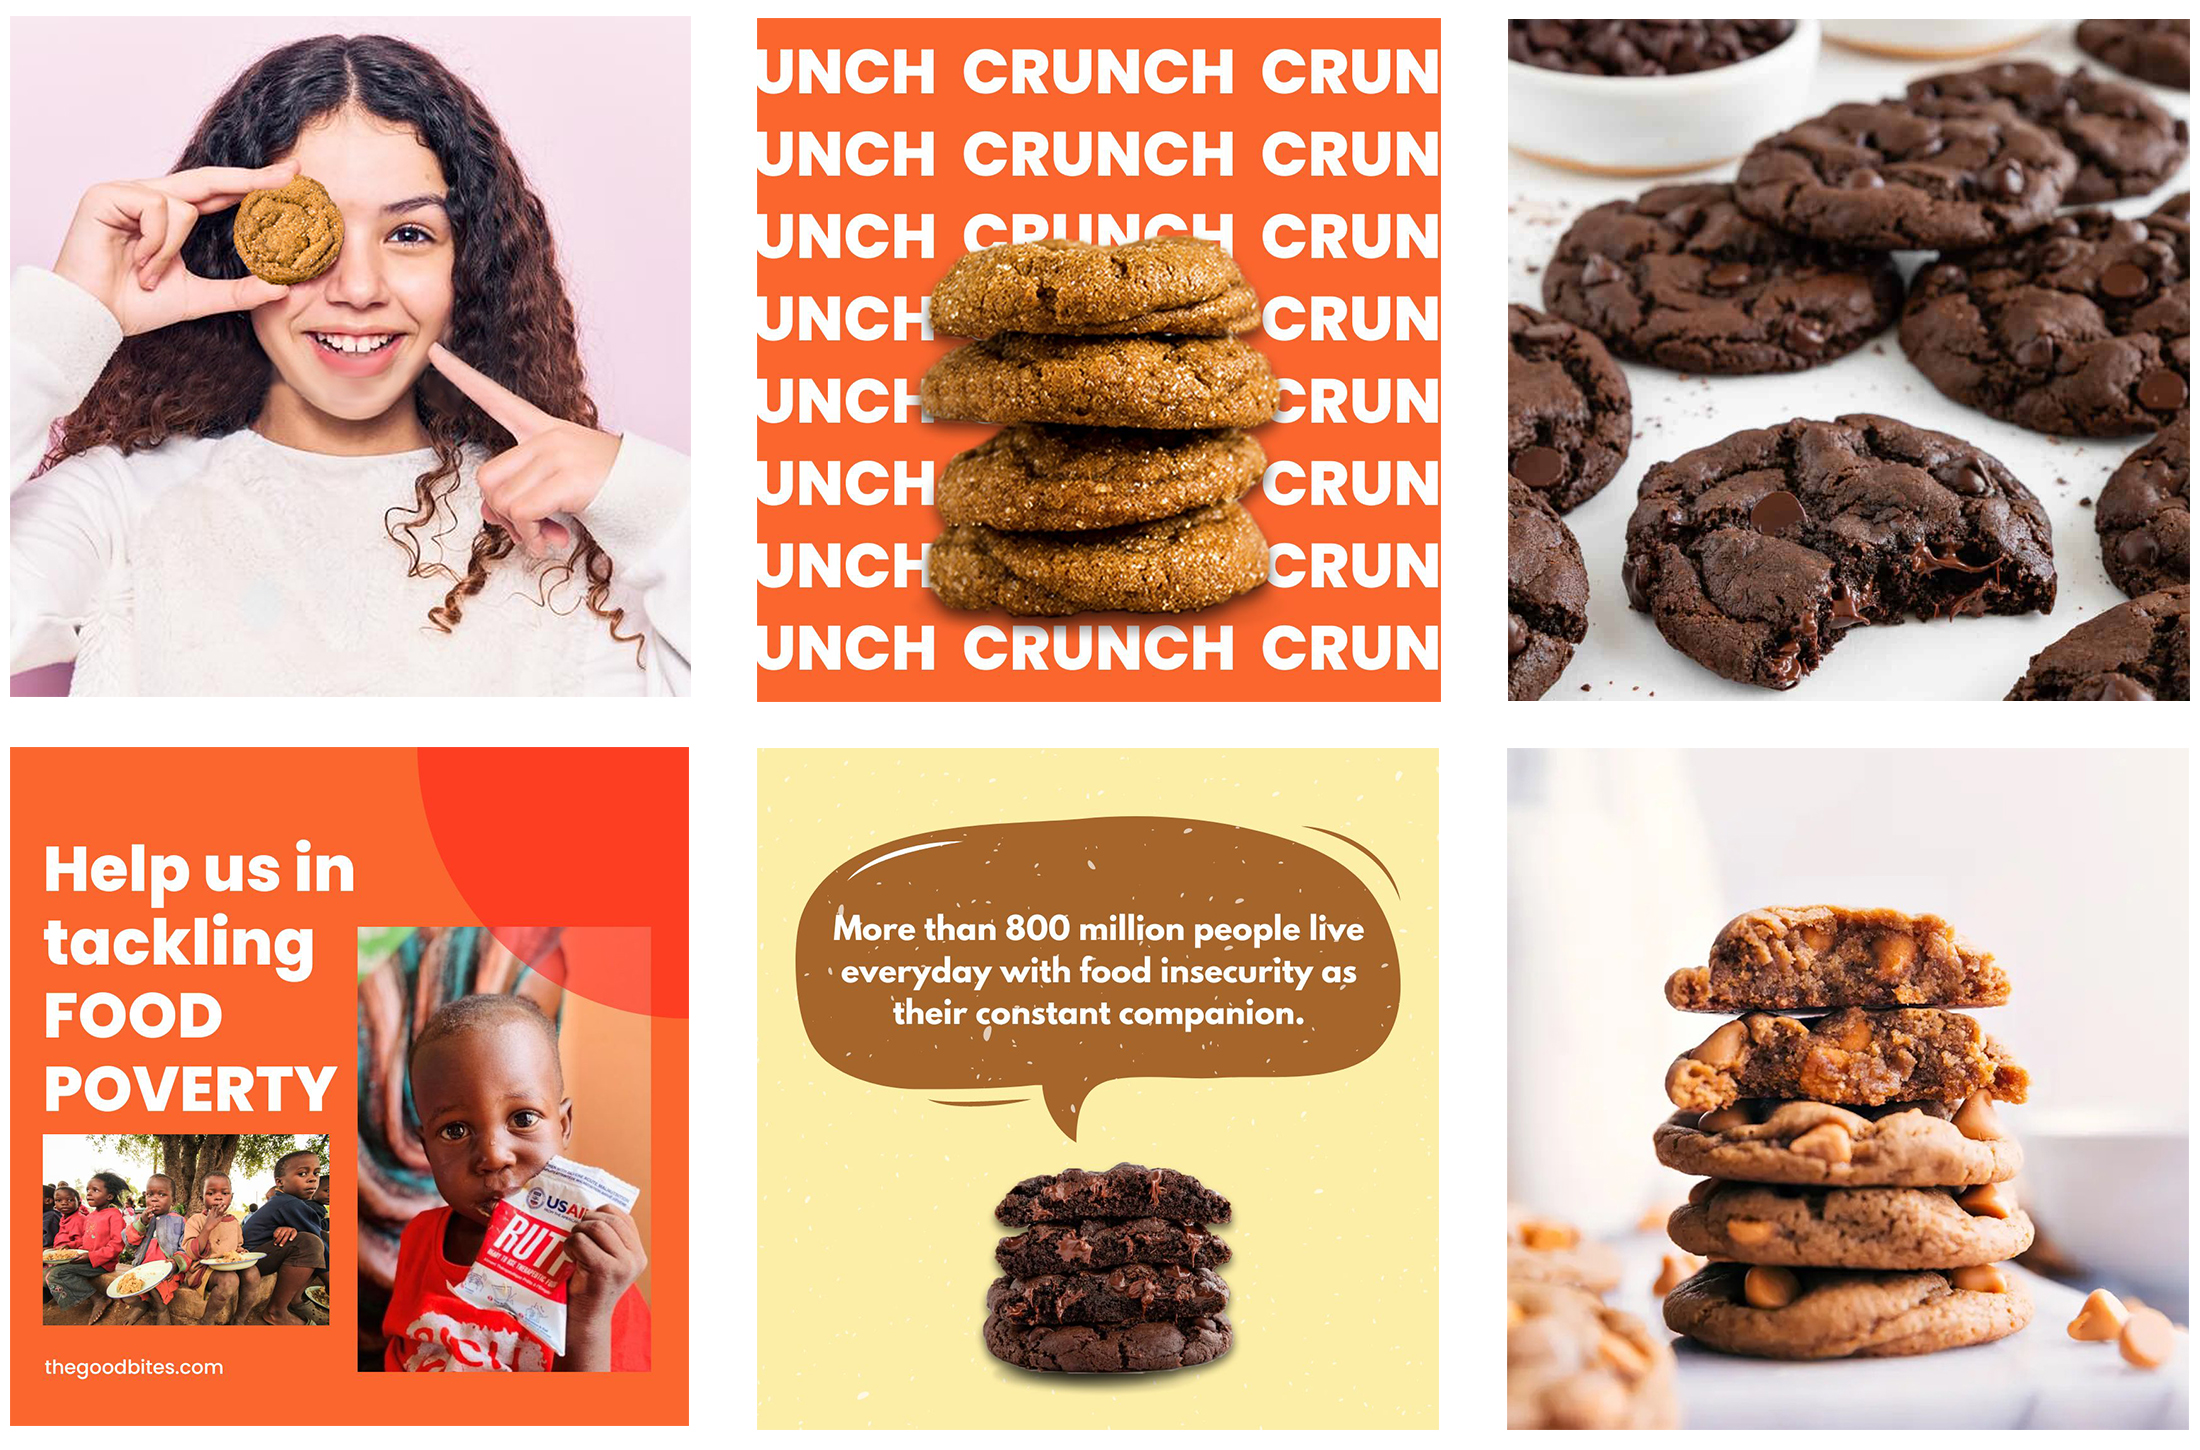 UNCH CRUNCH CRUN
UNCH CRUNCH CRUN
UNCH CRUNCH CRUN
UNCH CRUN
UNCH CRUN
UNCH CRUN
UNCH CRUN
UNCH CRUNCH CRUN
Help us in
tackling
FOOD
POVERTY
USAI
RUT
thegoodbites.com
More than 800 million people live
everyday with food insecurity as
their constant companion.